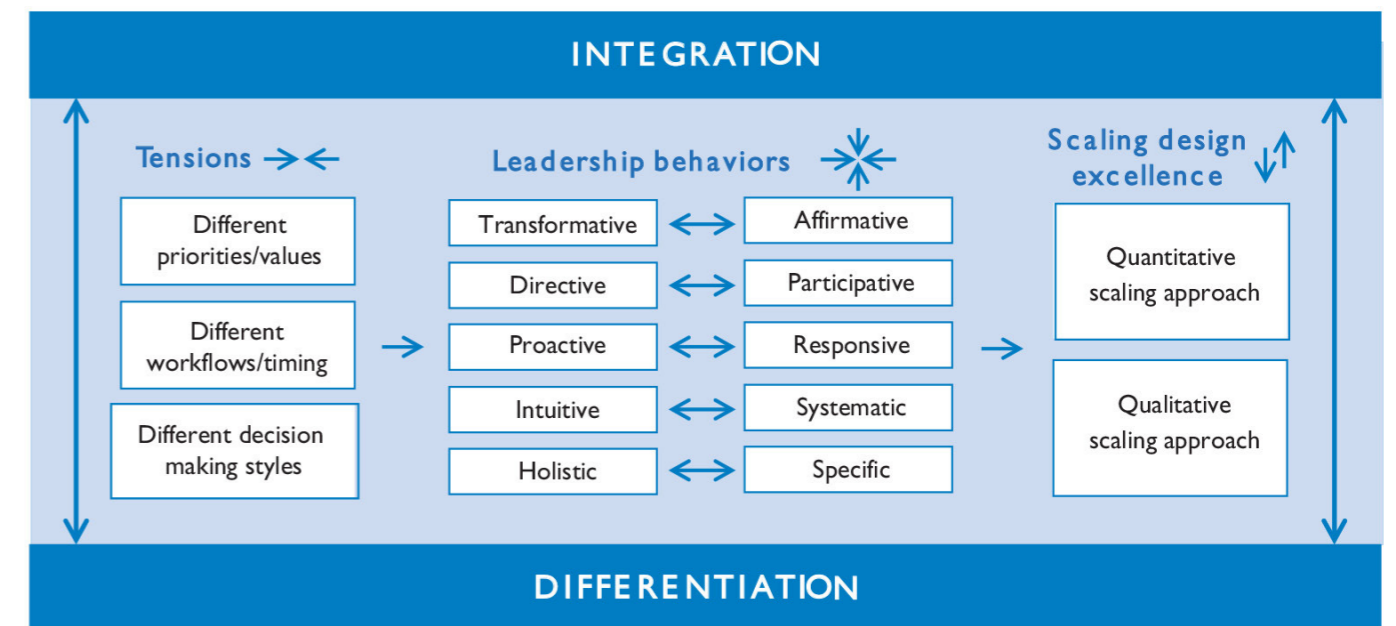 INTEGRATION
Tensions
Different
priorities/values
Different
workflows/timing
Different decision
making styles
Leadership behaviors
Transformative
Affirmative
Directive
Participative
Proactive
Responsive
Intuitive
Systematic
Holistic
Specific
Scaling design
excellence
Quantitative
scaling approach
Qualitative
scaling approach
DIFFERENTIATION